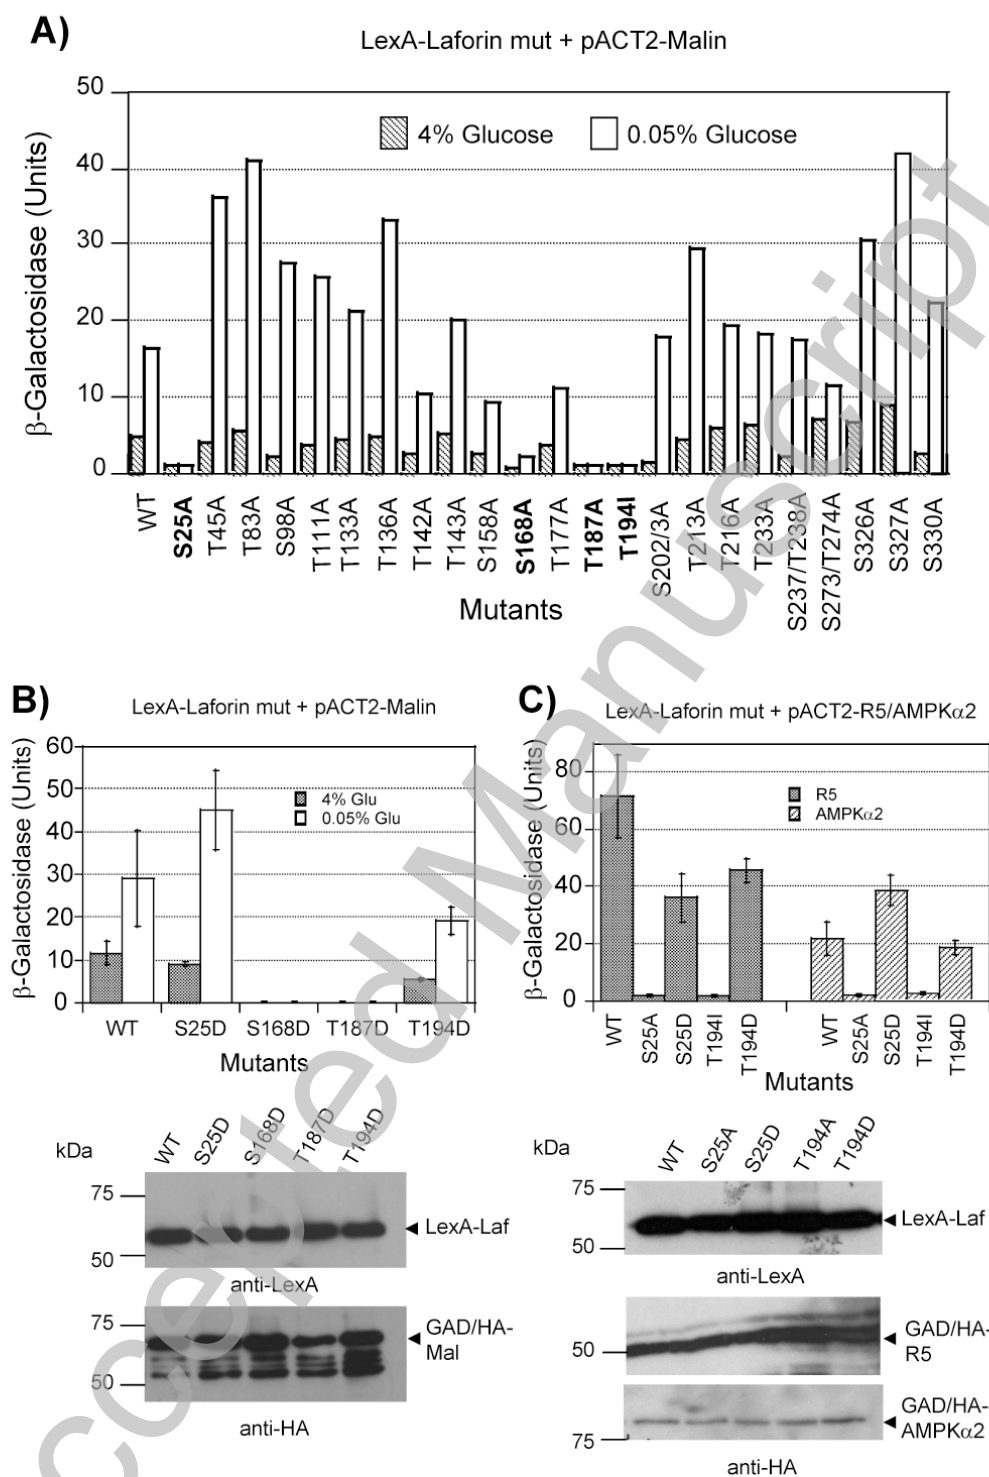 A)
LexA-Laforin mut + pACT2-Malin
β-Galactosidase (Units)
50
40
30
20
10
0
4% Glucose
0.05% Glucose
WT
S25A
T45A
T83A
S98A
T111A
T133A
T136A
T142A
T143A
S158A
S168A
T177A
T187A
T194I
S202/3A
T213A
T216A
T233A
S237/T238A
S273/T274A
S326A
S327A
S330A
Mutants
B)
LexA-Laforin mut + pACT2-Malin
β-Galactosidase (Units)
60
50
40
30
20
10
0
4% Glu
0.05% Glu
WT
S25D
S168D
T187D
T194D
Mutants
kDa
WT
S25D
S168D
T187D
T194D
75
50
LexA-Laf
anti-LexA
75
50
GAD/HA-
Mal
anti-HA
C)
LexA-Laforin mut + pACT2-R5/AMPKα2
β-Galactosidase (Units)
80
60
40
20
0
R5
AMPKα2
WT
S25A
S25D
T194I
T194D
WT
S25A
S25D
T194I
T194D
Mutants
kDa
WT
S25A
S25D
T194A
T194D
75
50
LexA-Laf
anti-LexA
50
GAD/HA-
R5
75
GAD/HA-
AMPKα2
anti-HA
ccepted Manuscript